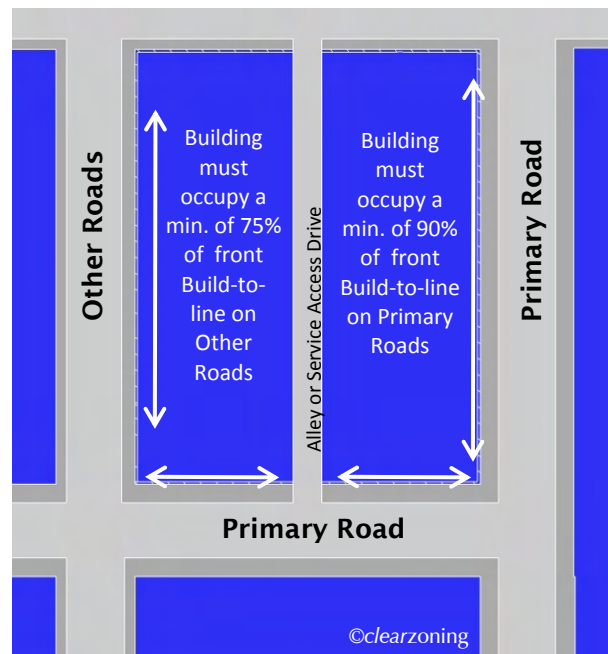 Other Roads
Building
must
occupy a
min. of 75%
of front
Build-to-
line on
Other
Roads
Alley or Service Access Drive
Building
must
occupy a
min. of 90%
of front
Build-to-line
on Primary
Roads
Primary Road
Primary Road
©clearzoning